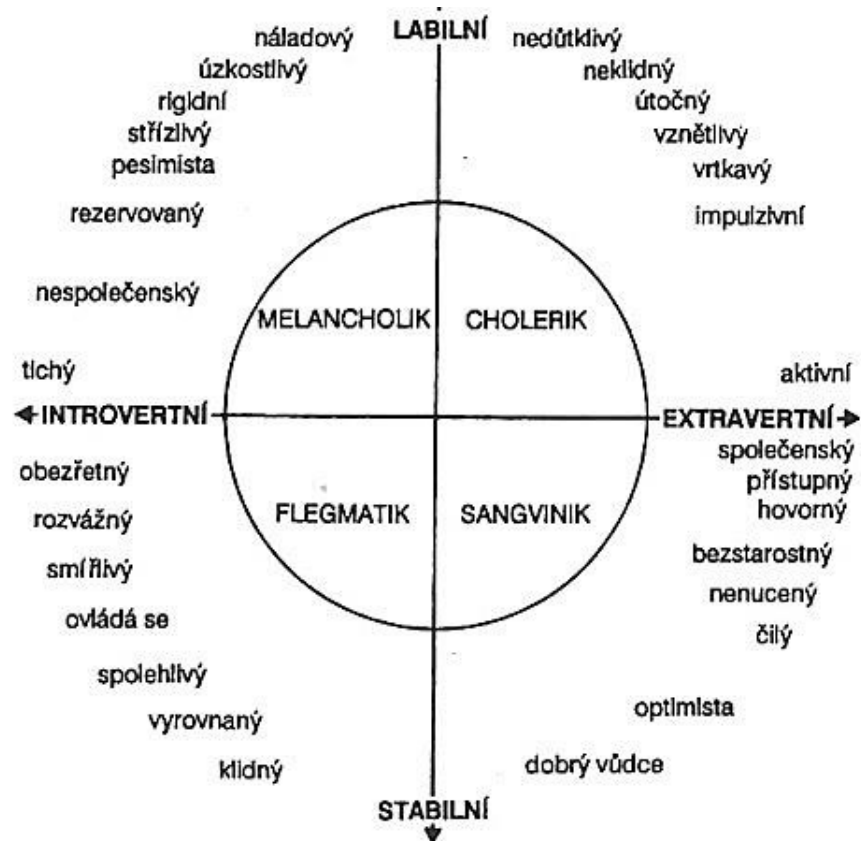 náladový LABILNÍ nedůtklivý
úzkostlivý neklidný
rigidní útočný
střízlivý vznětlivý
pesimista vrtkavý
rezervovaný impulzivní
nespolečenský
MELANCHOLIK CHOLERIK
tichý aktivní
INTROVERTNÍ EXTRAVERTNÍ
společenský
obezřetný přístupný
rozvážný hovorný
FLEGMATIK SANGVINIK
bezstarostný
smířlivý nenucený
ovládá se čilý
spolehlivý
vyrovnaný optimista
klidný dobrý vůdce
STABILNÍ